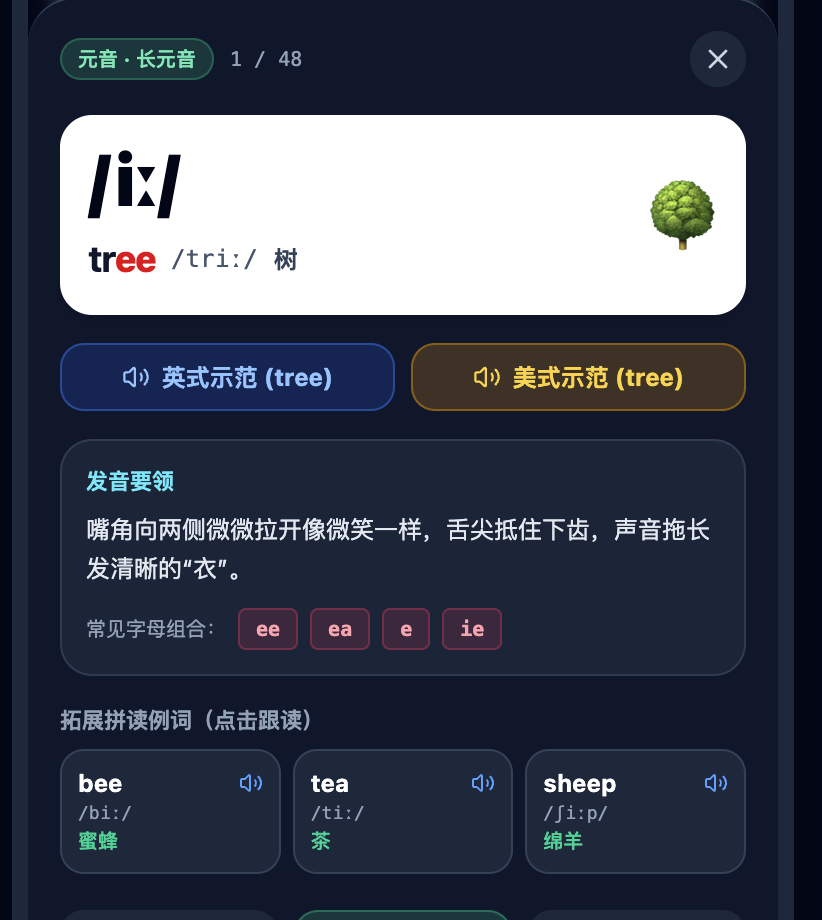 元音 · 长元音 1 / 48
/iː/
tree /triː/ 树
英式示范 (tree)
美式示范 (tree)
发音要领
嘴角向两侧微微拉开像微笑一样，舌尖抵住下齿，声音拖长
发清晰的“衣”。
常见字母组合： ee ea e ie
拓展拼读例词（点击跟读）
bee
/biː/
蜜蜂
tea
/tiː/
茶
sheep
/ʃiːp/
绵羊